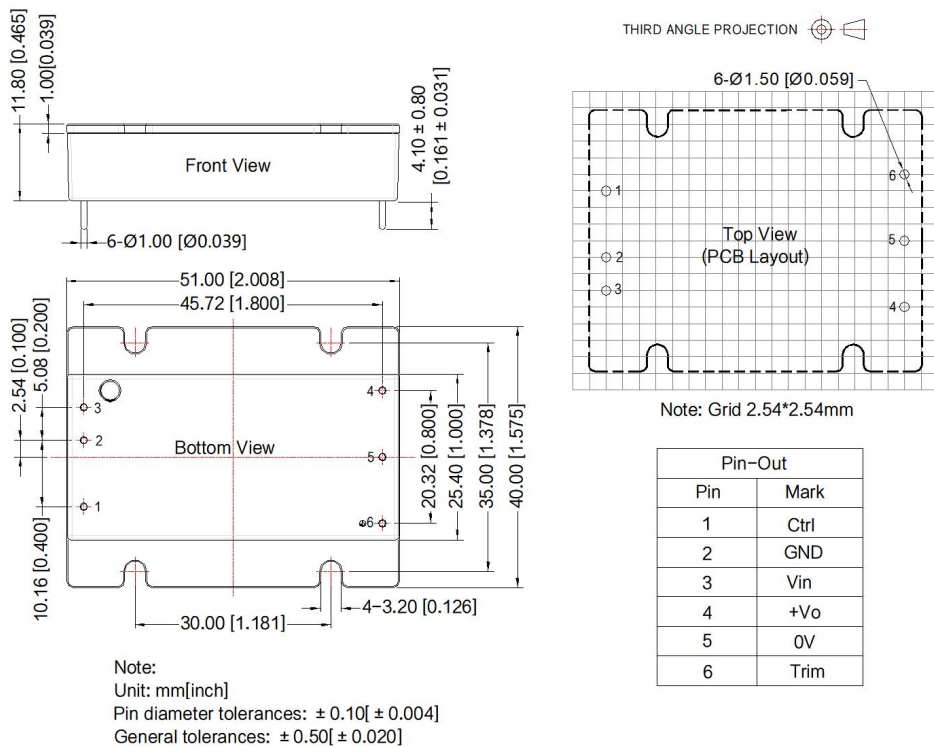 THIRD ANGLE PROJECTION
11.80 [0.465]
1.00[0.039]
Front View
4.10 ± 0.80
[0.161 ± 0.031]
6-Ø1.00 [Ø0.039]
6-Ø1.50 [Ø0.059]
1
2
3
6
5
4
Top View
(PCB Layout)
Note: Grid 2.54*2.54mm
51.00 [2.008]
45.72 [1.800]
2.54 [0.100]
5.08 [0.200]
10.16 [0.400]
3
2
1
4
5
6
Bottom View
20.32 [0.800]
25.40 [1.000]
35.00 [1.378]
40.00 [1.575]
4−3.20 [0.126]
30.00 [1.181]
Pin−Out
Pin Mark
1 Ctrl
2 GND
3 Vin
4 +Vo
5 0V
6 Trim
Note:
Unit: mm[inch]
Pin diameter tolerances: ± 0.10[ ± 0.004]
General tolerances: ± 0.50[ ± 0.020]